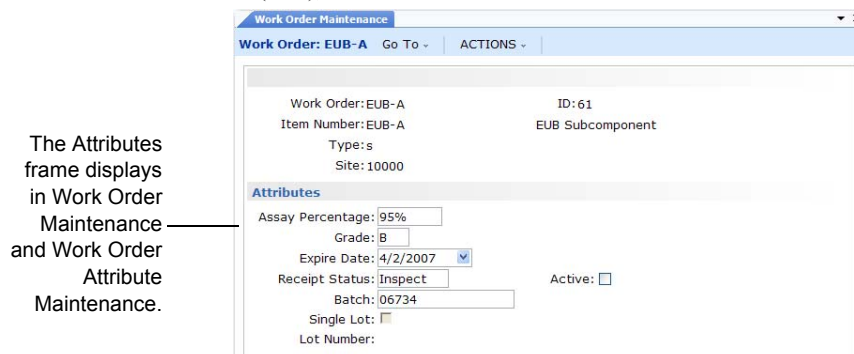 Work Order Maintenance
Work Order: EUB-A Go To ACTIONS
Work Order: EUB-A ID: 61
Item Number: EUB-A EUB Subcomponent
Type: s
Site: 10000
The Attributes
frame displays
in Work Order
Maintenance
and Work Order
Attribute
Maintenance.
Attributes
Assay Percentage: 95%
Grade: B
Expire Date: 4/2/2007
Receipt Status: Inspect Active:
Batch: 06734
Single Lot:
Lot Number: